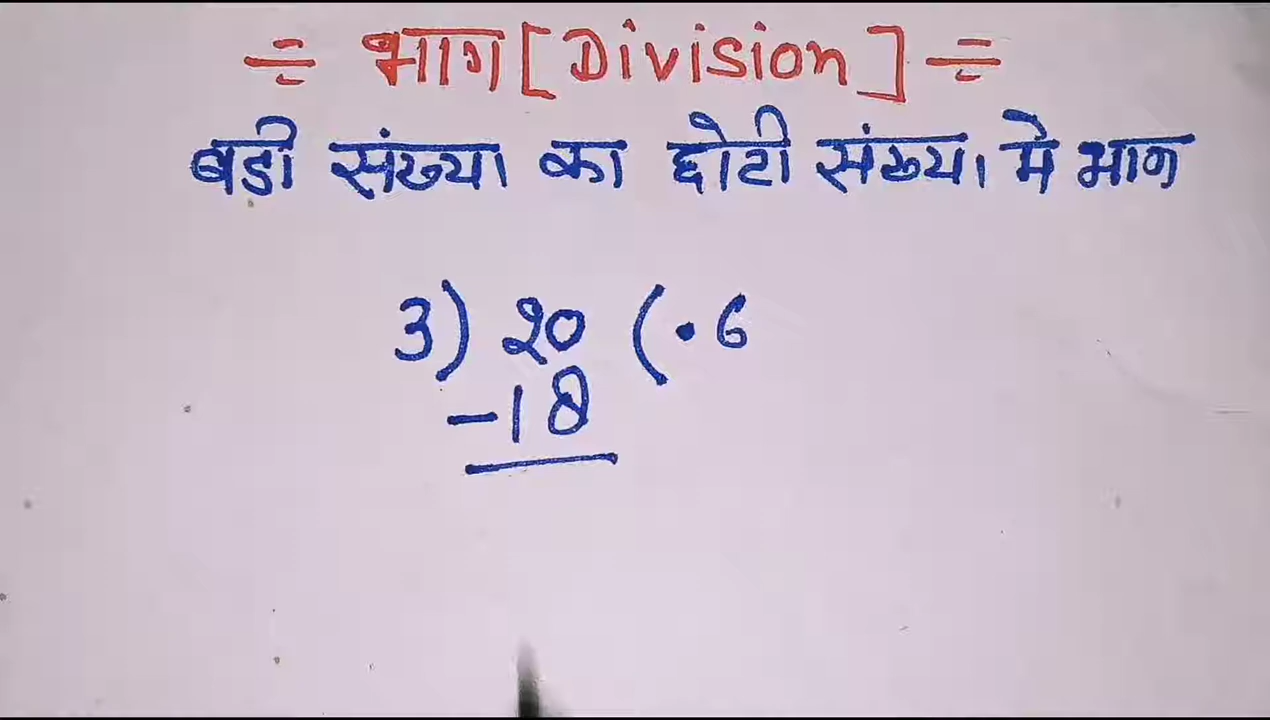 ÷ भाग [Division] ÷
बडी संख्या का छोटी संख्या मे भाग
3) 20 (.6
-18